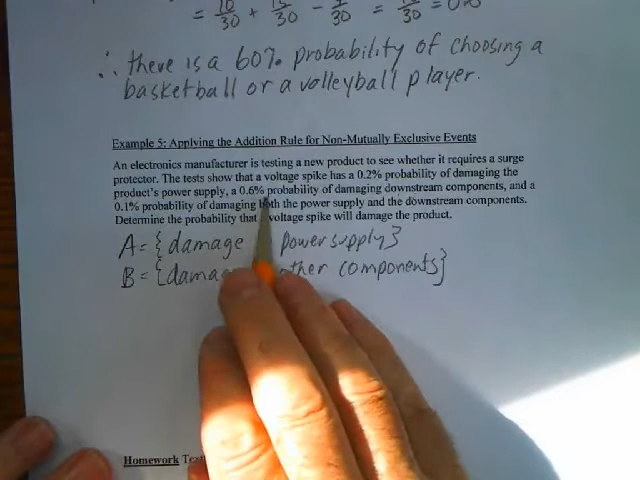 = 10/30 + 15/30 - /30 = /30 = 0.6
∴ there is a 60% probability of choosing a
basketball or a volleyball player.
Example 5: Applying the Addition Rule for Non-Mutually Exclusive Events
An electronics manufacturer is testing a new product to see whether it requires a surge
protector. The tests show that a voltage spike has a 0.2% probability of damaging the
product's power supply, a 0.6% probability of damaging downstream components, and a
0.1% probability of damaging both the power supply and the downstream components.
Determine the probability that a voltage spike will damage the product.
A = { damage power supply}
B = { other components}
Homework